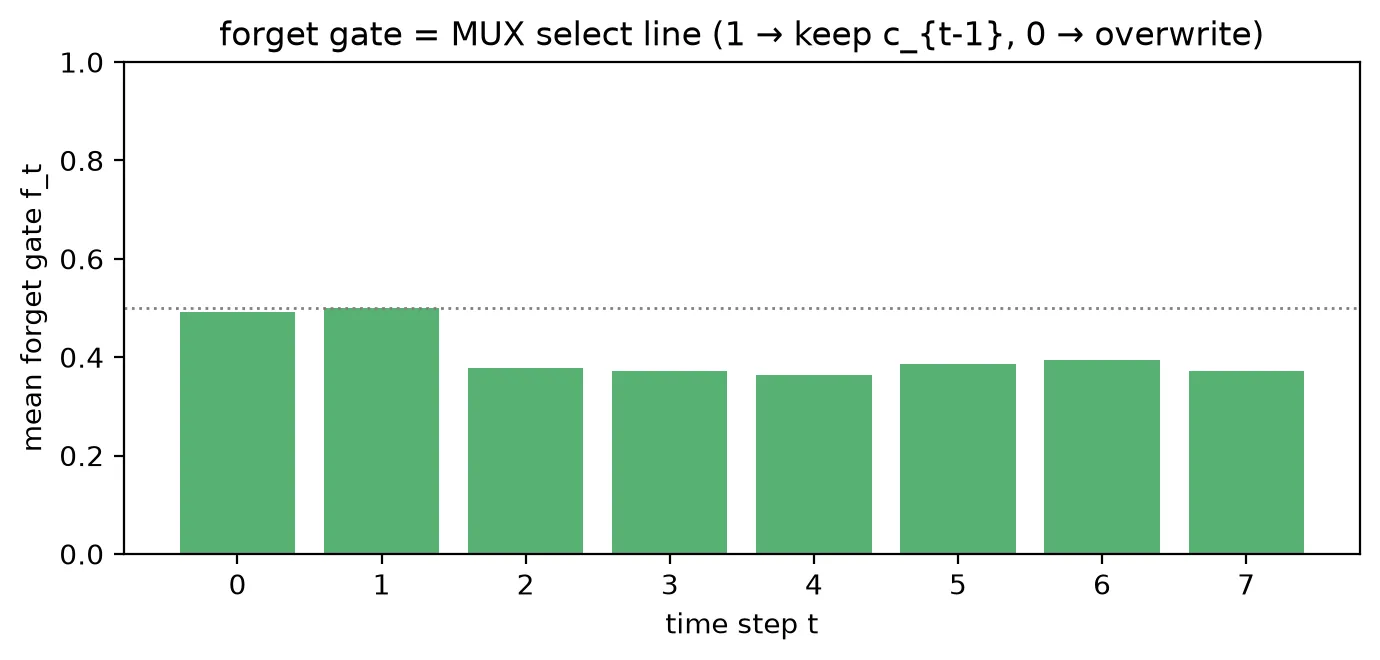 forget gate = MUX select line (1 → keep c_{t-1}, 0 → overwrite)
mean forget gate f_t
1.0
0.8
0.6
0.4
0.2
0.0
0 1 2 3 4 5 6 7
time step t